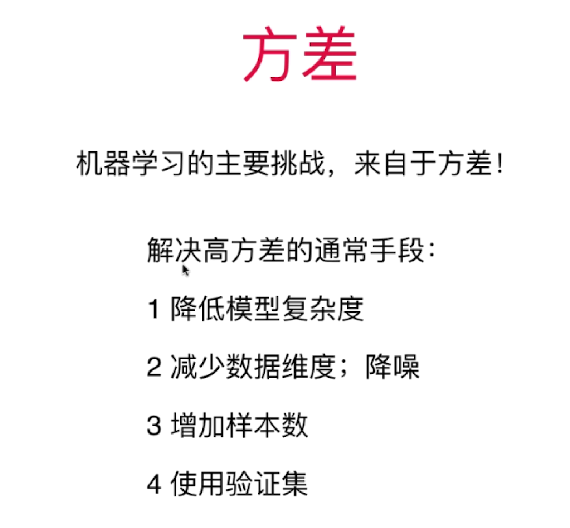 方差
机器学习的主要挑战，来自于方差！
解决高方差的通常手段：
1 降低模型复杂度
2 减少数据维度；降噪
3 增加样本数
4 使用验证集